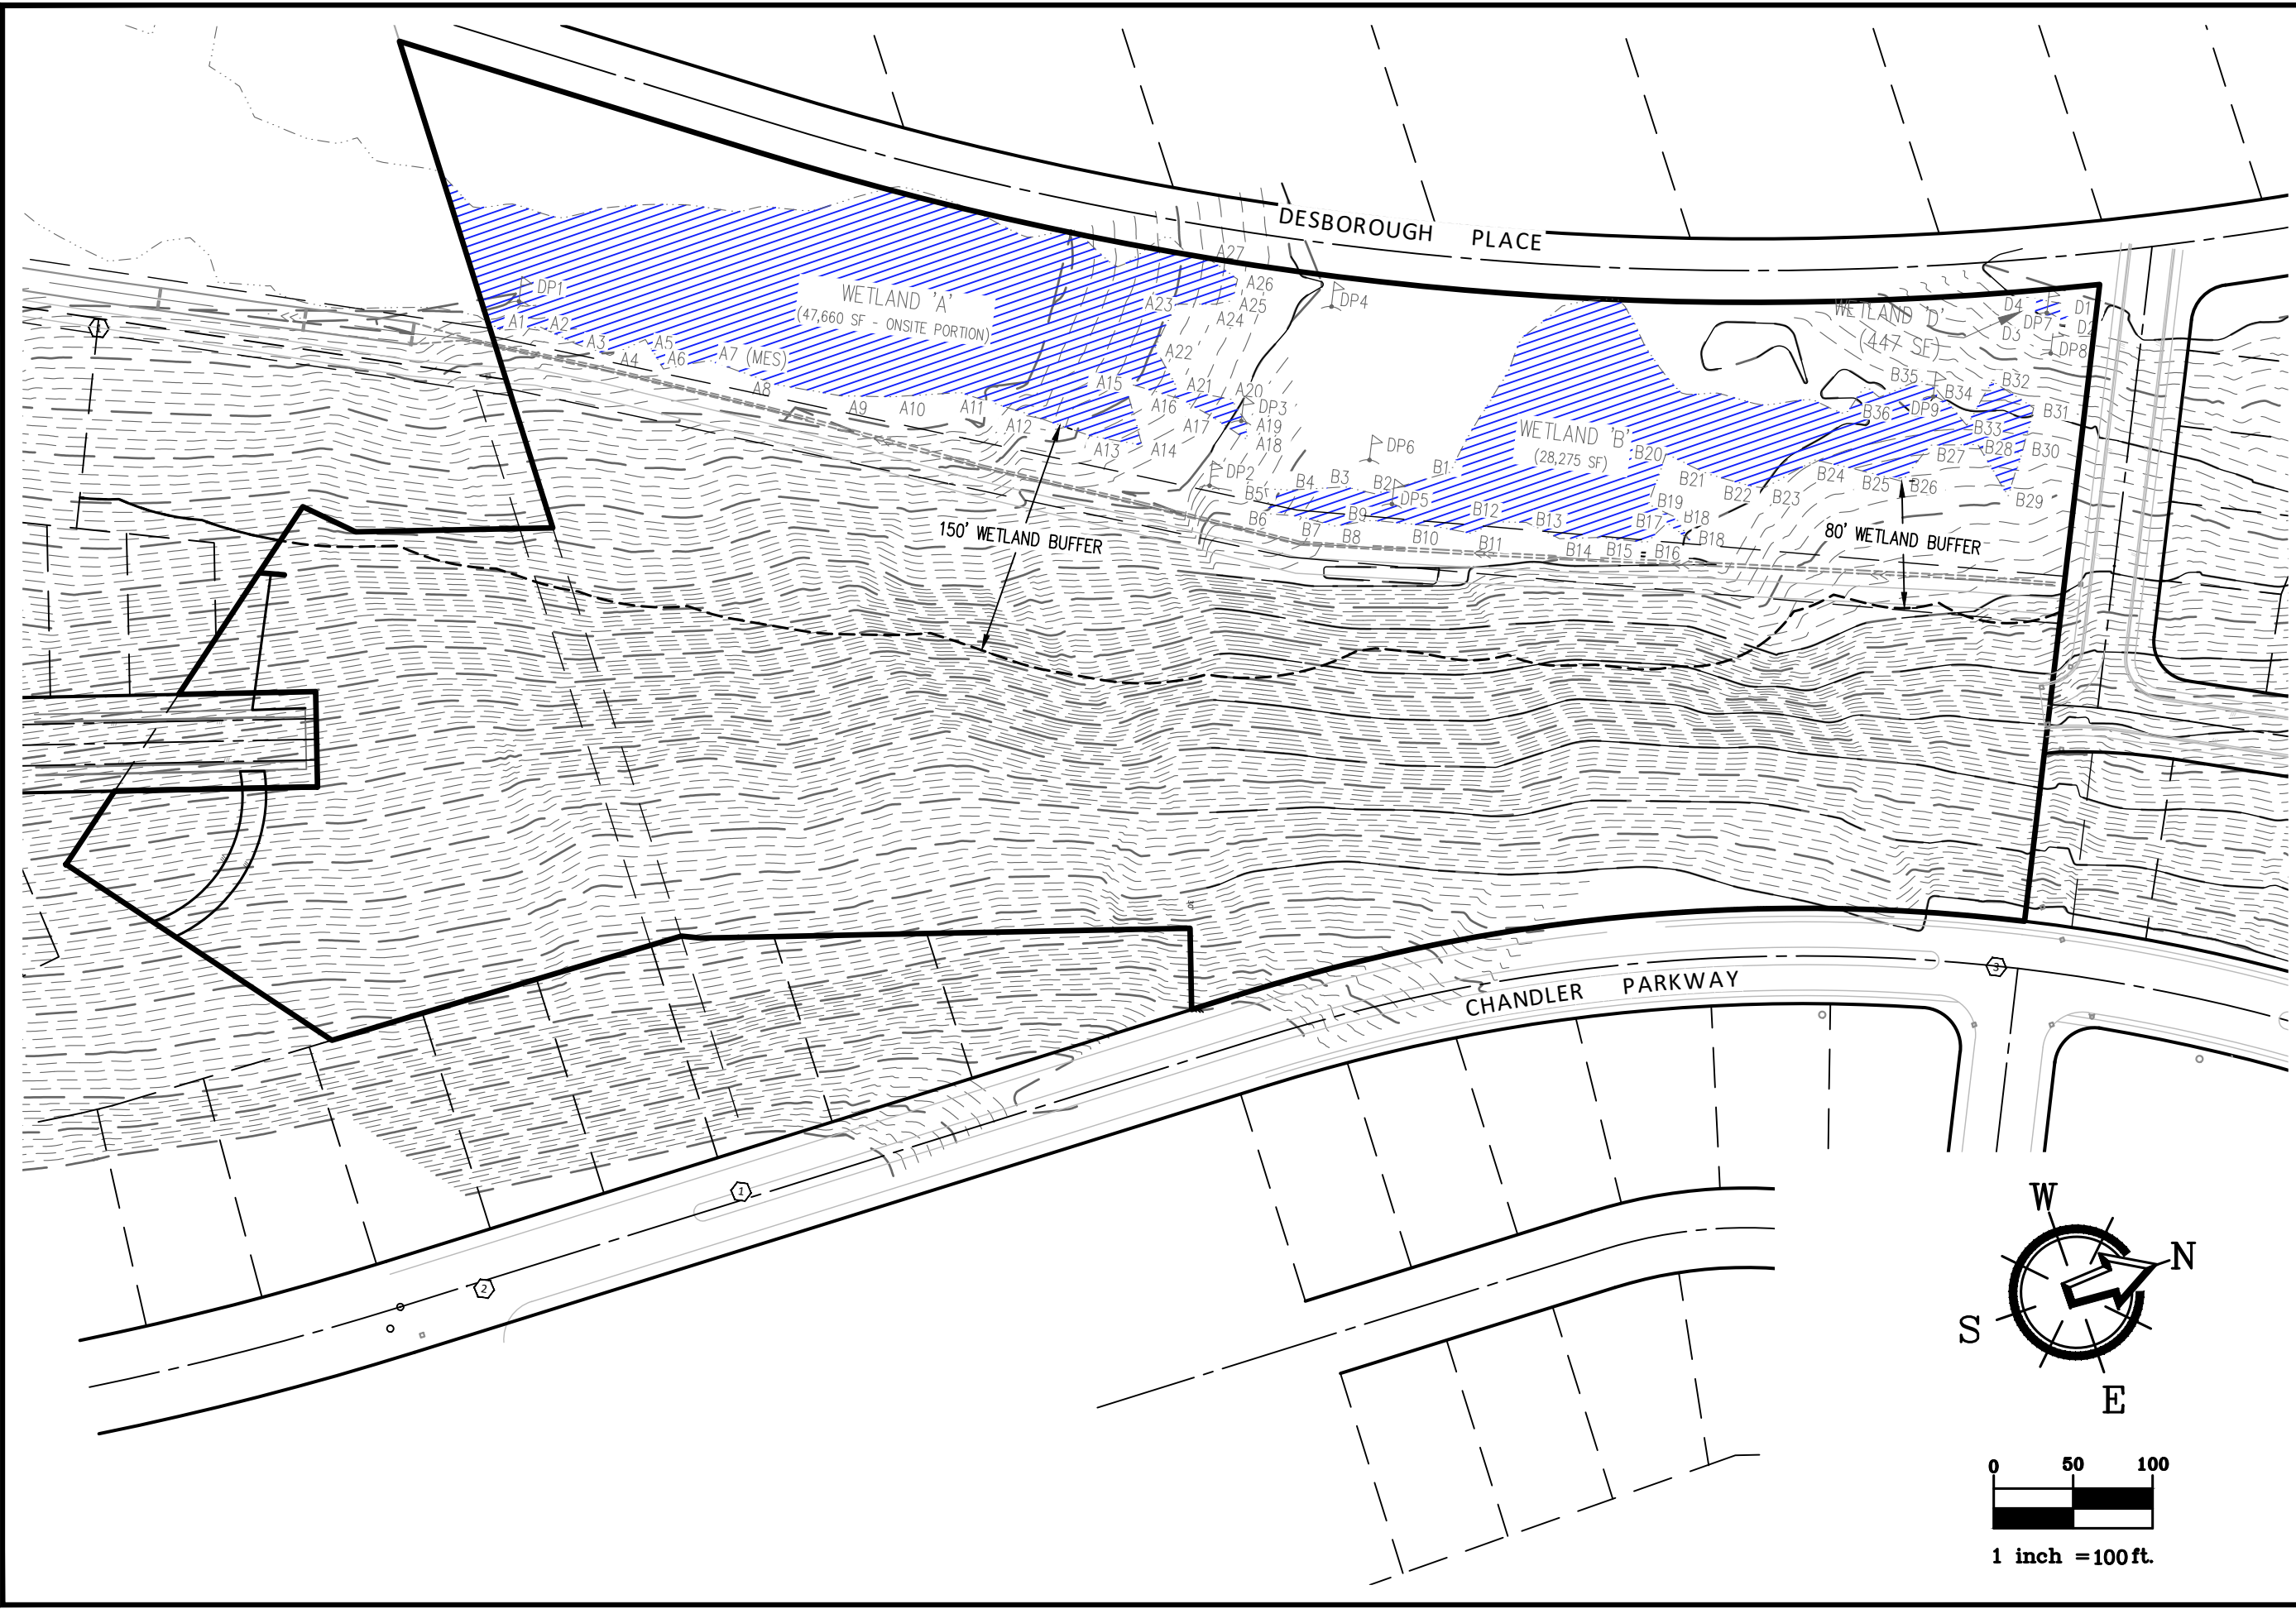 DESBOROUGH PLACE
A27
A26
A25
A24
A23
A22
WETLAND 'A'
(47,660 SF - ONSITE PORTION)
DP1
DP4
WETLAND 'D'
(447 SF)
D4
D1
DP7
D3
DP8
A1
A2
A3
A4
A5
A6
A7 (MES)
A8
A9
A10
A11
A12
A13
A14
A15
A16
A17
A21
A20
DP3
A19
A18
DP2
DP6
WETLAND 'B'
(28,275 SF)
B1
B2
B3
B4
B5
B6
B7
B8
B9
DP5
B10
B11
B12
B13
B14
B15
B16
B17
B18
B18
B19
B20
B21
B22
B23
B24
B25
B26
B27
B28
B29
B30
B31
B32
B33
B34
B35
B36
DP9
150' WETLAND BUFFER
80' WETLAND BUFFER
CHANDLER PARKWAY
1
2
3
W
N
S
E
0 50 100
1 inch = 100 ft.